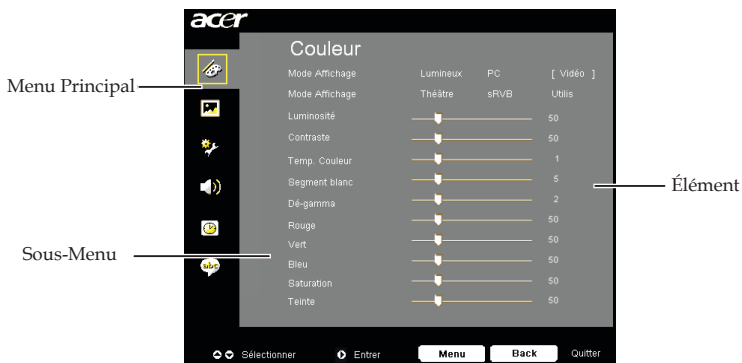 acer
Couleur
Mode Affichage Lumineux PC [ Vidéo ]
Mode Affichage Théâtre sRVB Utilis
Luminosité 50
Contraste 50
Temp. Couleur 1
Segment blanc 5
Dé-gamma 2
Rouge 50
Vert 50
Bleu 50
Saturation 50
Teinte 50
abc
Sélectionner Entrer Menu Back Quitter
Menu Principal
Sous-Menu
Élément